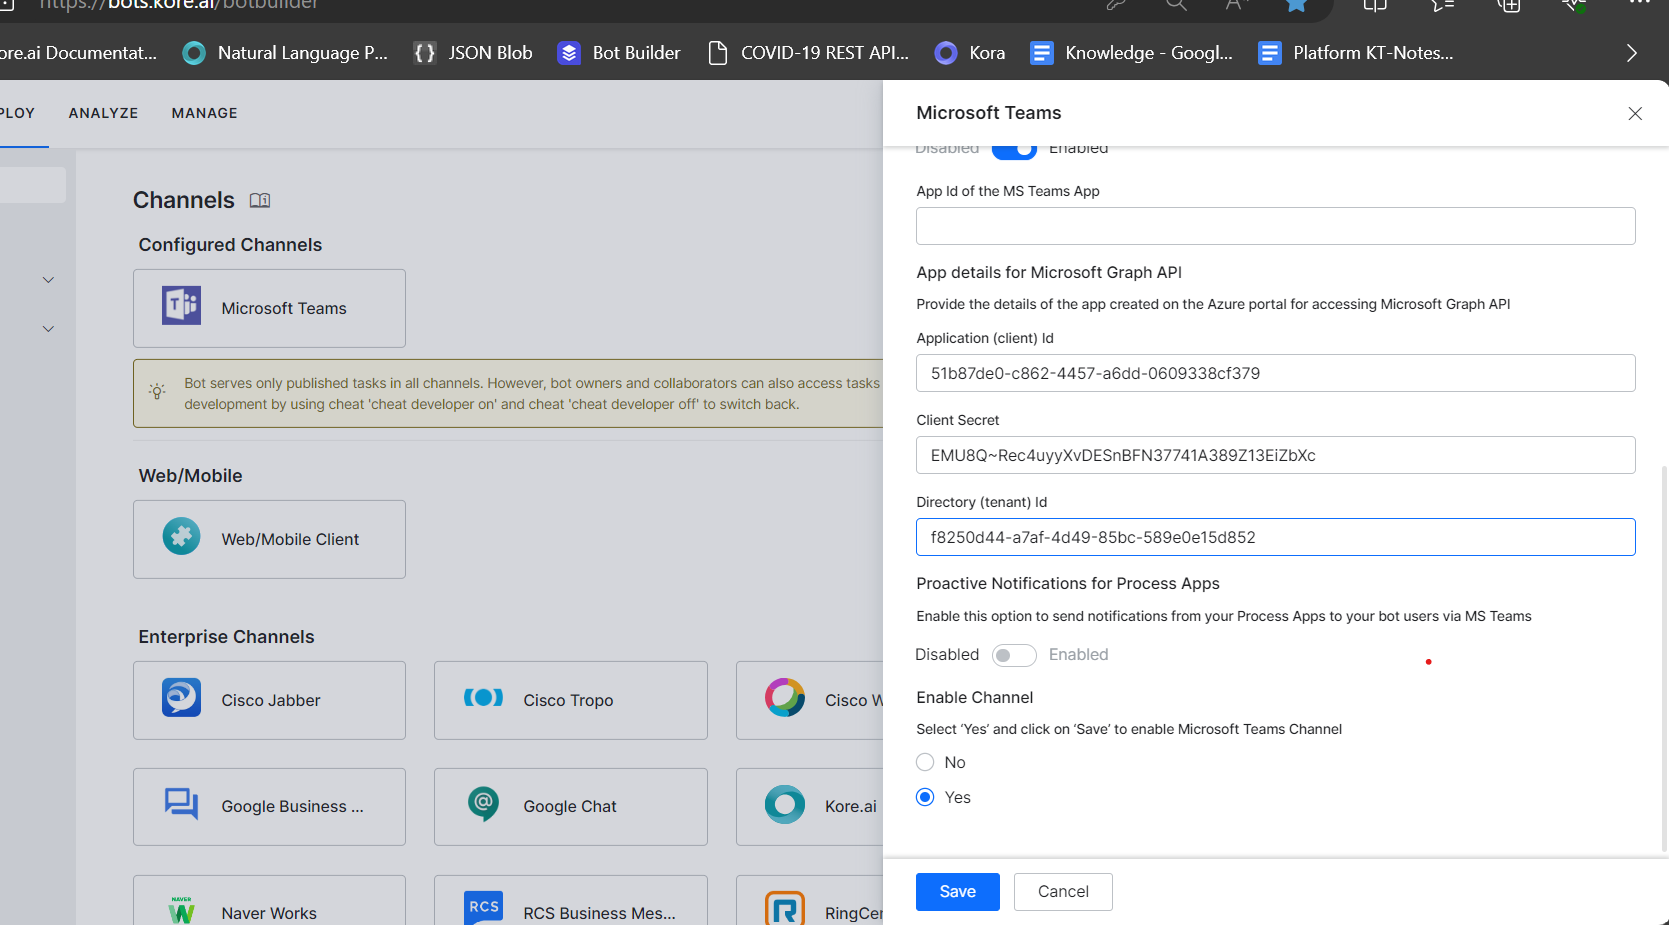 https://bots.kore.ai/botbuilder
ore.ai Documentat...
Natural Language P...
JSON Blob
Bot Builder
COVID-19 REST API...
Kora
Knowledge - Googl...
Platform KT-Notes...
PLOY
ANALYZE
MANAGE
Channels
Configured Channels
Microsoft Teams
Bot serves only published tasks in all channels. However, bot owners and collaborators can also access tasks
development by using cheat 'cheat developer on' and cheat 'cheat developer off' to switch back.
Web/Mobile
Web/Mobile Client
Enterprise Channels
Cisco Jabber
Cisco Tropo
Cisco W
Google Business ...
Google Chat
Kore.ai
NAVER
Naver Works
RCS
RCS Business Mes...
RingCer
Microsoft Teams
Disabled
Enabled
App Id of the MS Teams App
App details for Microsoft Graph API
Provide the details of the app created on the Azure portal for accessing Microsoft Graph API
Application (client) Id
51b87de0-c862-4457-a6dd-0609338cf379
Client Secret
EMU8Q~Rec4uyyXvDESnBFN37741A389Z13EiZbXc
Directory (tenant) Id
f8250d44-a7af-4d49-85bc-589e0e15d852
Proactive Notifications for Process Apps
Enable this option to send notifications from your Process Apps to your bot users via MS Teams
Disabled
Enabled
Enable Channel
Select ‘Yes’ and click on ‘Save’ to enable Microsoft Teams Channel
No
Yes
Save
Cancel